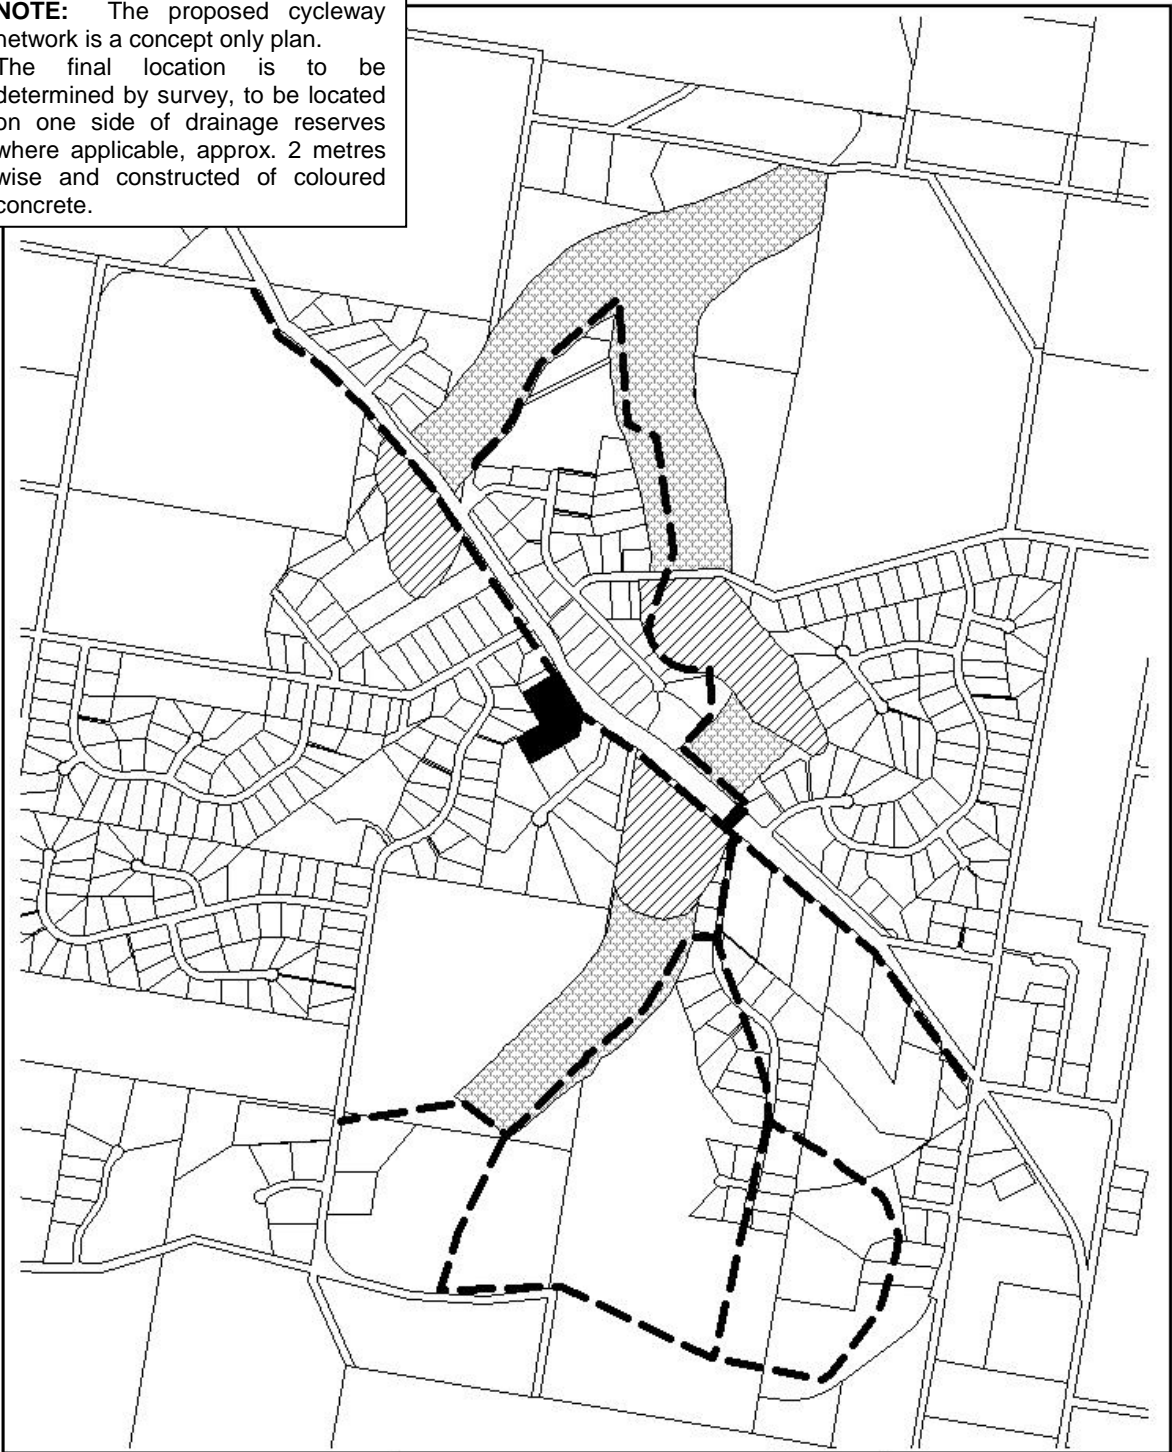 NOTE: The proposed cycleway
network is a concept only plan.
The final location is to be
determined by survey, to be located
on one side of drainage reserves
where applicable, approx. 2 metres
wise and constructed of coloured
concrete.